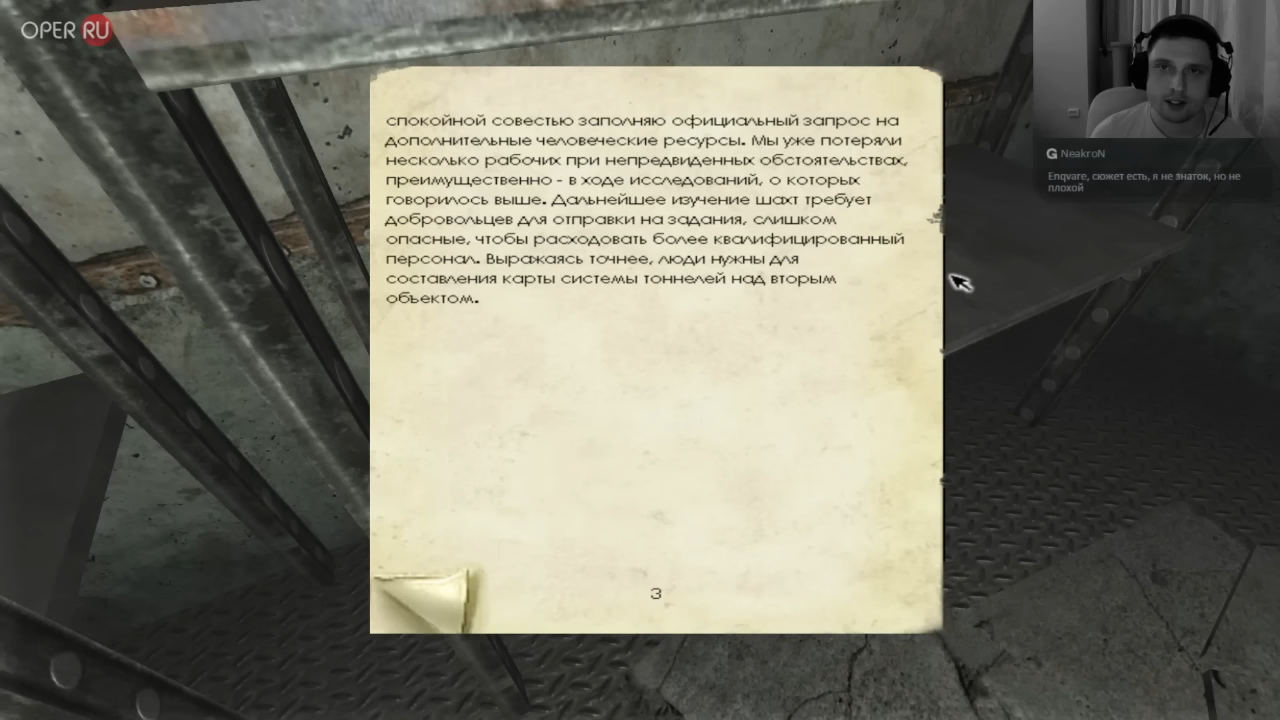 OPER RU
спокойной совестью заполняю официальный запрос на
дополнительные человеческие ресурсы. Мы уже потеряли
несколько рабочих при непредвиденных обстоятельствах,
преимущественно - в ходе исследований, о которых
говорилось выше. Дальнейшее изучение шахт требует
добровольцев для отправки на задания, слишком
опасные, чтобы расходовать более квалифицированный
персонал. Выражаясь точнее, люди нужны для
составления карты системы тоннелей над вторым
объектом.
3
G NeakroN
Enqvare, сюжет есть, я не знаток, но не
плохой